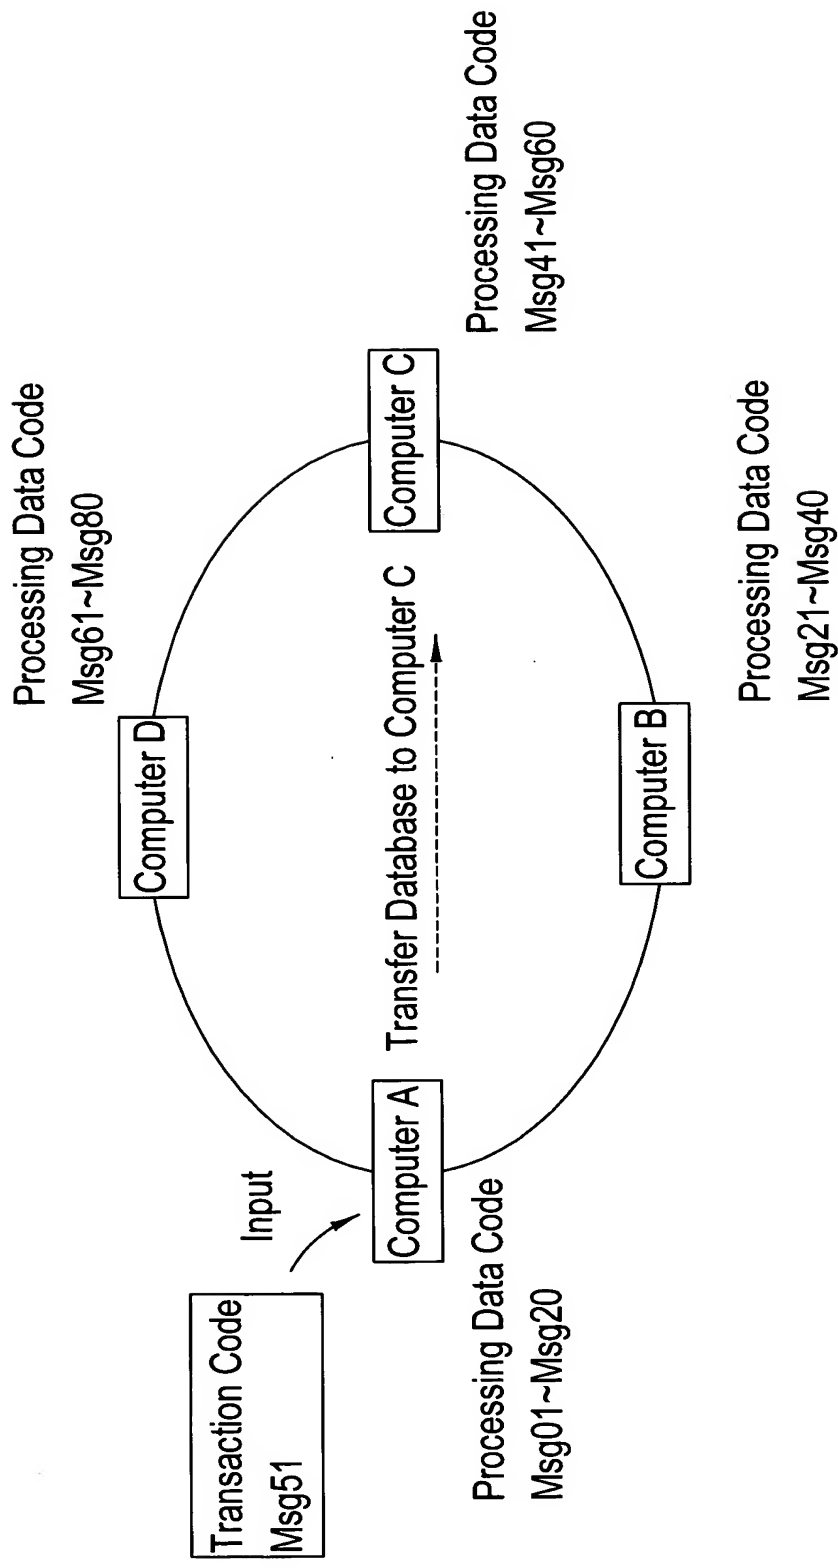 Transaction Code
Msg51
Input
Computer A
Processing Data Code
Msg01~Msg20
Transfer Database to Computer C
Computer D
Processing Data Code
Msg61~Msg80
Computer B
Processing Data Code
Msg21~Msg40
Computer C
Processing Data Code
Msg41~Msg60